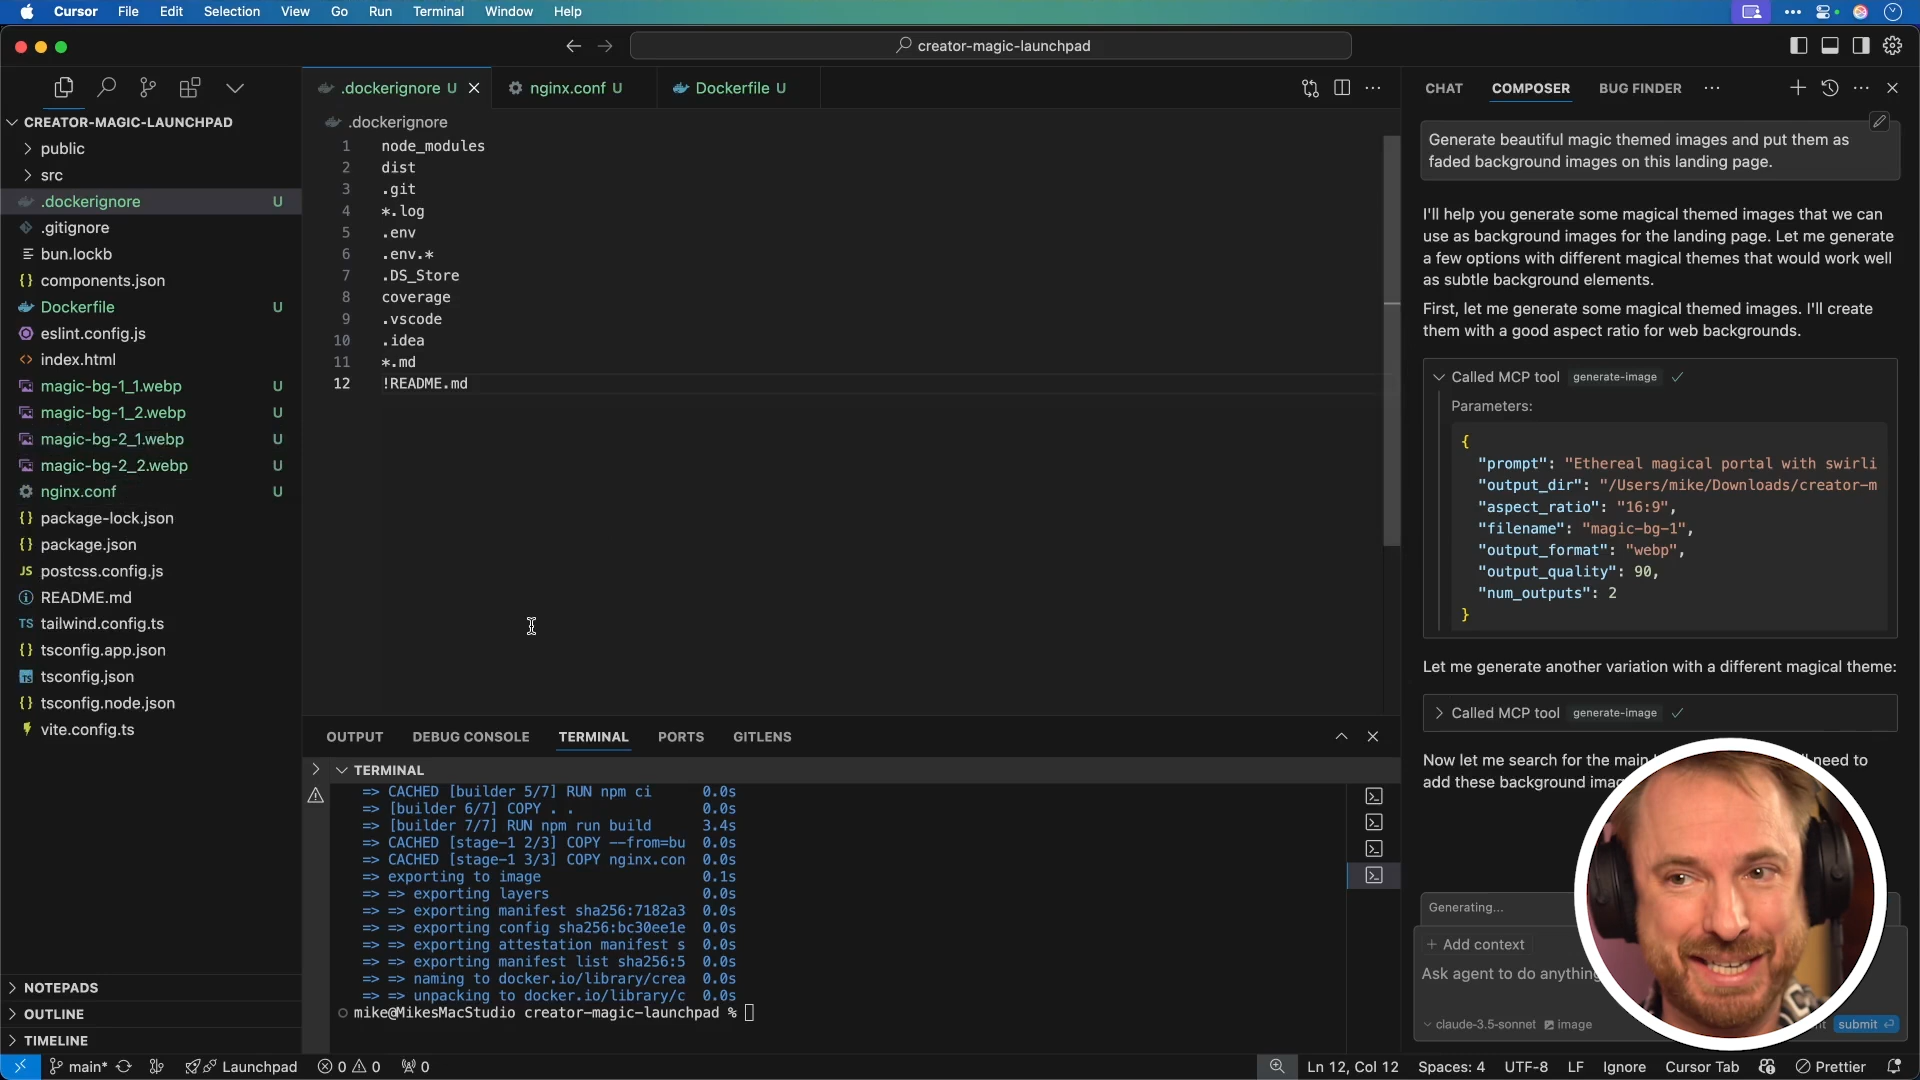 Cursor File Edit Selection View Go Run Terminal Window Help
creator-magic-launchpad
CREATOR-MAGIC-LAUNCHPAD
public
src
.dockerignore U
.gitignore
bun.lockb
components.json
Dockerfile U
eslint.config.js
index.html
magic-bg-1_1.webp U
magic-bg-1_2.webp U
magic-bg-2_1.webp U
magic-bg-2_2.webp U
nginx.conf U
package-lock.json
package.json
postcss.config.js
README.md
tailwind.config.ts
tsconfig.app.json
tsconfig.json
tsconfig.node.json
vite.config.ts
NOTEPADS
OUTLINE
TIMELINE
.dockerignore U nginx.conf U Dockerfile U
.dockerignore
1 node_modules
2 dist
3 .git
4 *.log
5 .env
6 .env.*
7 .DS_Store
8 coverage
9 .vscode
10 .idea
11 *.md
12 !README.md
OUTPUT DEBUG CONSOLE TERMINAL PORTS GITLENS
TERMINAL
=> CACHED [builder 5/7] RUN npm ci 0.0s
=> [builder 6/7] COPY . . 0.0s
=> [builder 7/7] RUN npm run build 3.4s
=> CACHED [stage-1 2/3] COPY --from=bu 0.0s
=> CACHED [stage-1 3/3] COPY nginx.con 0.0s
=> exporting to image 0.1s
=> => exporting layers 0.0s
=> => exporting manifest sha256:7182a3 0.0s
=> => exporting config sha256:bc30ee1e 0.0s
=> => exporting attestation manifest s 0.0s
=> => exporting manifest list sha256:5 0.0s
=> => naming to docker.io/library/crea 0.0s
=> => unpacking to docker.io/library/c 0.0s
mike@MikesMacStudio creator-magic-launchpad %
CHAT COMPOSER BUG FINDER
Generate beautiful magic themed images and put them as
faded background images on this landing page.
I'll help you generate some magical themed images that we can
use as background images for the landing page. Let me generate
a few options with different magical themes that would work well
as subtle background elements.
First, let me generate some magical themed images. I'll create
them with a good aspect ratio for web backgrounds.
Called MCP tool generate-image
Parameters:
{
"prompt": "Ethereal magical portal with swirli
"output_dir": "/Users/mike/Downloads/creator-m
"aspect_ratio": "16:9",
"filename": "magic-bg-1",
"output_format": "webp",
"output_quality": 90,
"num_outputs": 2
}
Let me generate another variation with a different magical theme:
Called MCP tool generate-image
Now let me search for the main need to
add these background
Generating...
+ Add context
Ask agent to do anything
claude-3.5-sonnet image submit
main* Launchpad 0 0 0 Ln 12, Col 12 Spaces: 4 UTF-8 LF Ignore Cursor Tab Prettier